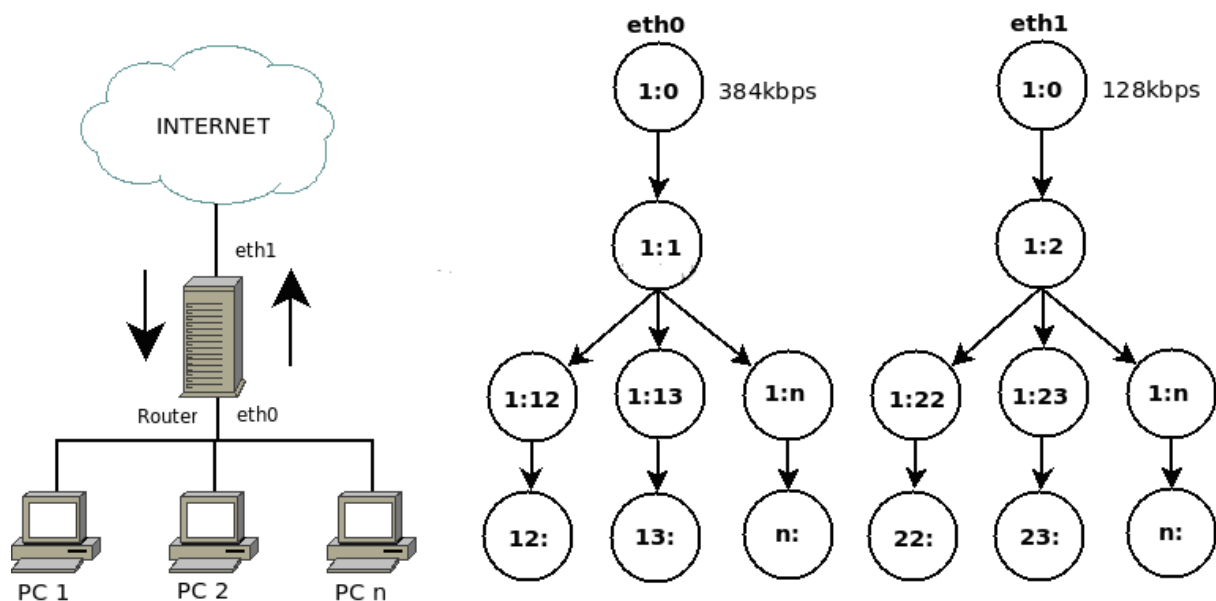 INTERNET
eth1
Router
eth0
PC 1
PC 2
PC n
eth0
1:0
384kbps
1:1
1:12
1:13
1:n
12:
13:
n:
eth1
1:0
128kbps
1:2
1:22
1:23
1:n
22:
23:
n: